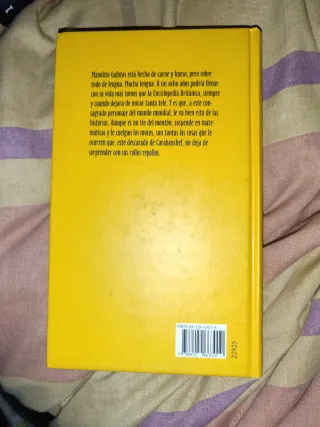 Manolito Gafotas está hecho de carne y hueso, pero sobre
todo de lengua. Mucha lengua. A sus ocho años podría llenar
con su vida más tomos que la Enciclopedia Británica, siempre
y cuando dejara de mirar tanta tele. Y es que, a este con-
sagrado personaje del mundo mundial, le va bien esto de las
historias. Aunque es un tío del montón, suspende en mate-
máticas y le cuelgan los mocos, son tantas las cosas que le
ocurren que, este descarado de Carabanchel, no deja de
sorprender con sus rollos repollos.
22925